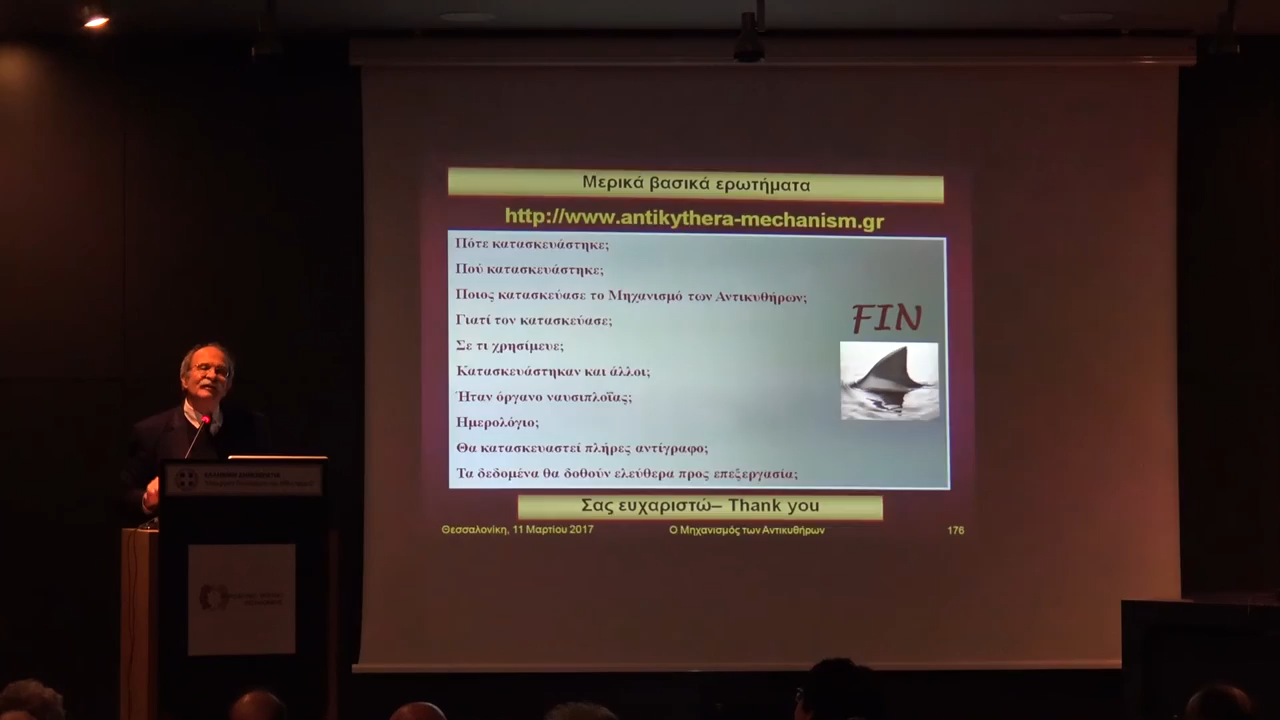 Μερικά βασικά ερωτήματα
http://www.antikythera-mechanism.gr
Πότε κατασκευάστηκε;
Πού κατασκευάστηκε;
Ποιος κατασκεύασε το Μηχανισμό των Αντικυθήρων;
Γιατί τον κατασκεύασε;
Σε τι χρησίμευε;
Κατασκευάστηκαν και άλλοι;
Ήταν όργανο ναυσιπλοΐας;
Ημερολόγιο;
Θα κατασκευαστεί πλήρες αντίγραφο;
Τα δεδομένα θα δοθούν ελεύθερα προς επεξεργασία;
FIN
Σας ευχαριστώ– Thank you
Θεσσαλονίκη, 11 Μαρτίου 2017 Ο Μηχανισμός των Αντικυθήρων 176
ΕΛΛΗΝΙΚΗ ΔΗΜΟΚΡΑΤΙΑ